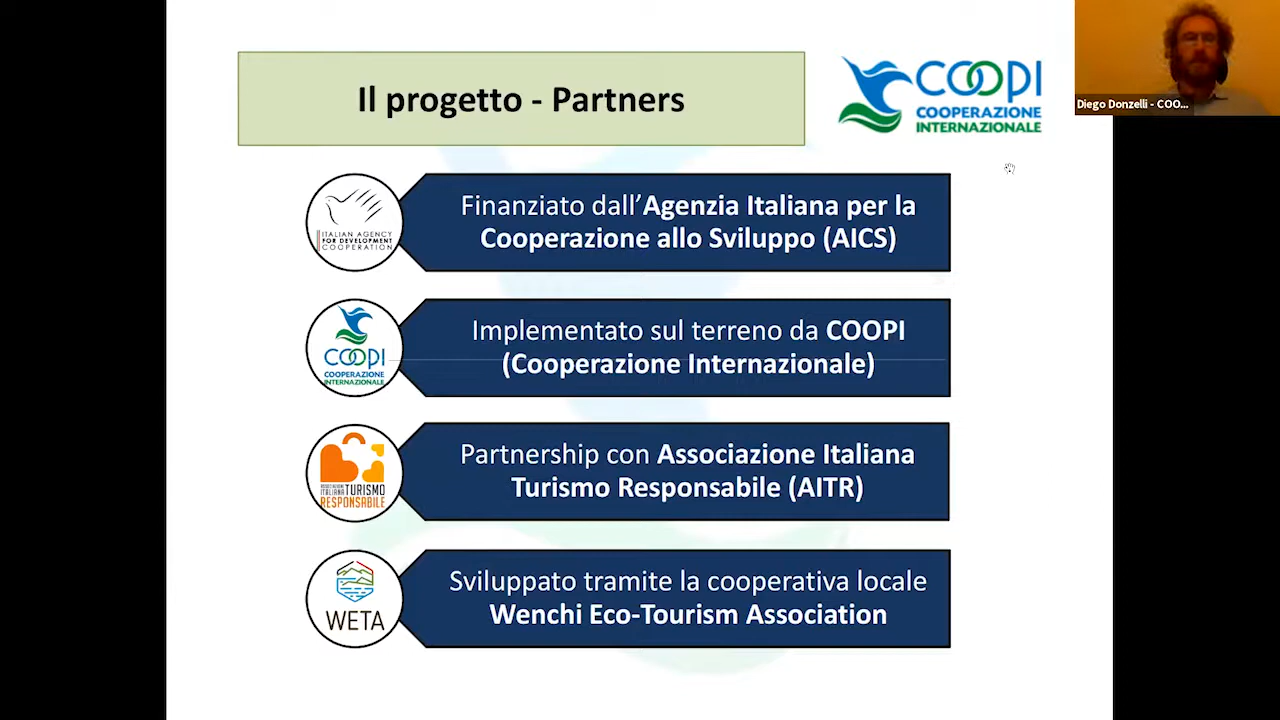 Il progetto - Partners
COOPI
COOPERAZIONE
INTERNAZIONALE
Diego Donzelli - COO...
ITALIAN AGENCY
FOR DEVELOPMENT
COOPERATION
Finanziato dall'Agenzia Italiana per la
Cooperazione allo Sviluppo (AICS)
COOPI
COOPERAZIONE
INTERNAZIONALE
Implementato sul terreno da COOPI
(Cooperazione Internazionale)
ASSOCIAZIONE
ITALIANA TURISMO
RESPONSABILE
Partnership con Associazione Italiana
Turismo Responsabile (AITR)
WETA
Sviluppato tramite la cooperativa locale
Wenchi Eco-Tourism Association